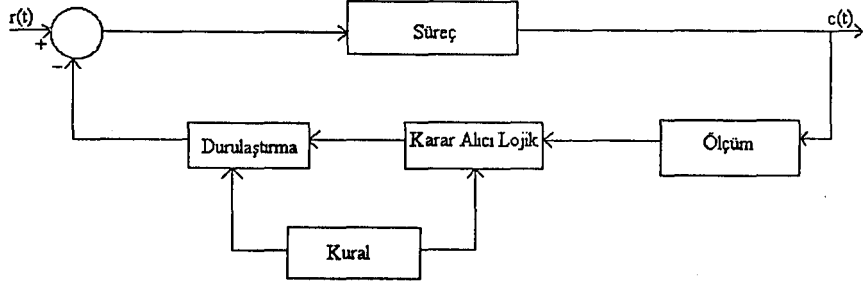 r(t)
c(t)
+
Süreç
−
Durulaştırma
Karar Alıcı Lojik
Ölçüm
Kural